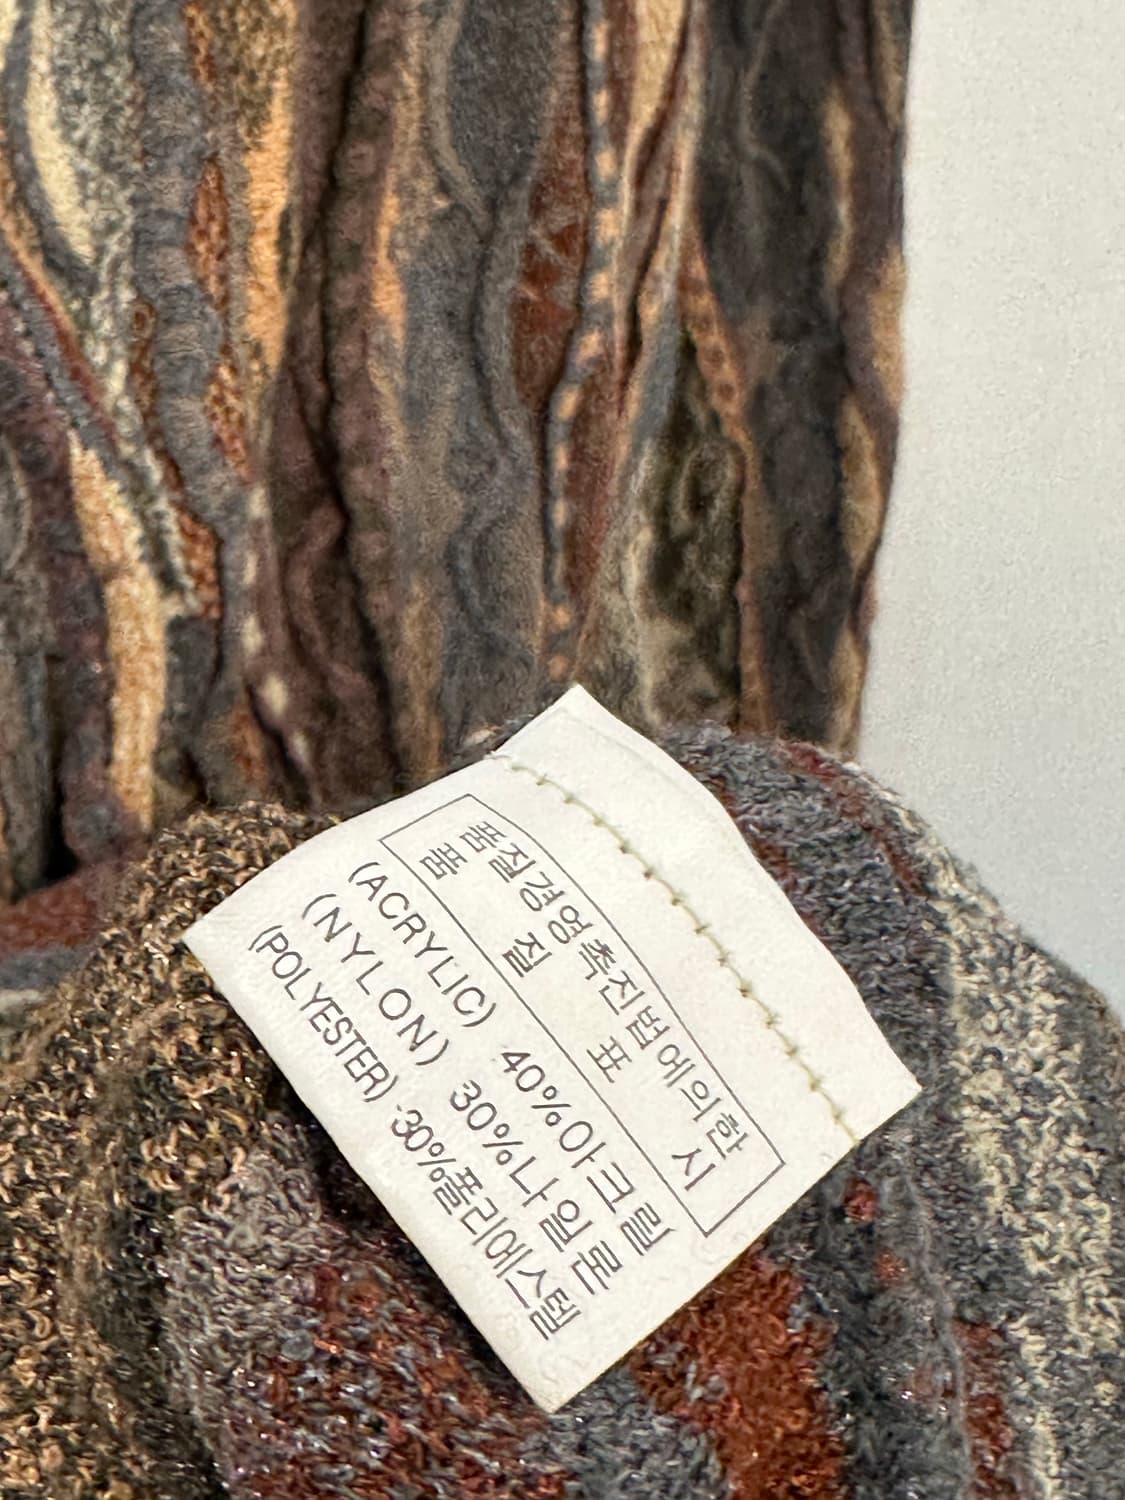 품질경영촉진법에의한
품 질 표 시
(ACRYLIC) 40%아크릴
(NYLON) 30%나일론
(POLYESTER) 30%폴리에스텔